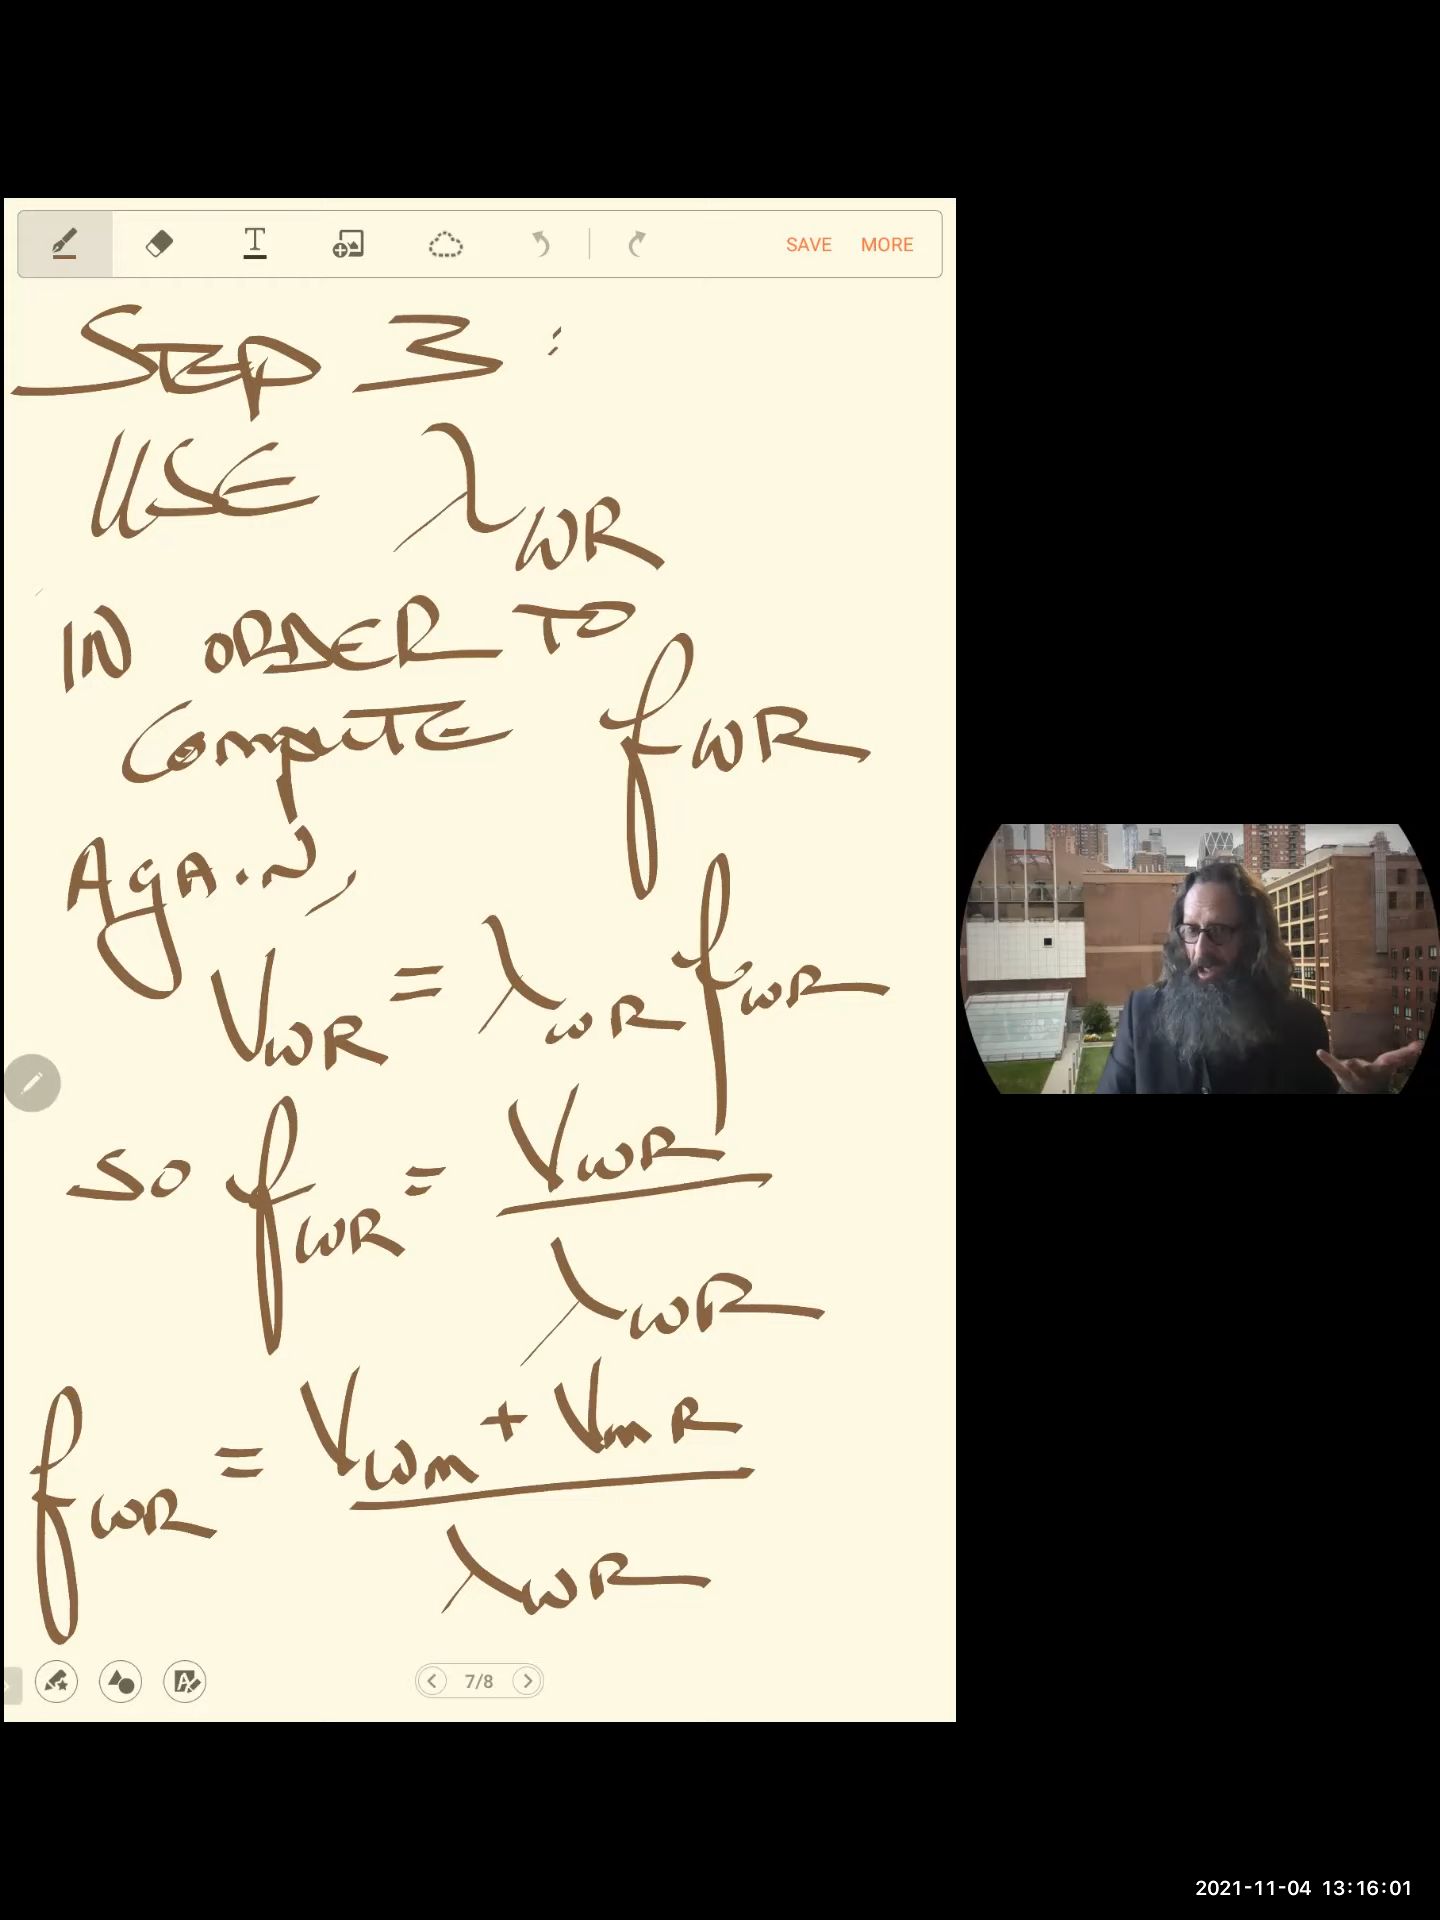 T SAVE MORE
STEP 3:
USE λWR
IN ORDER TO
COMPUTE fWR
AGAIN,
VWR = λWR fWR
SO fWR = VWR / λWR
fWR = VWM + VMR / λWR
7/8
2021-11-04 13:16:01